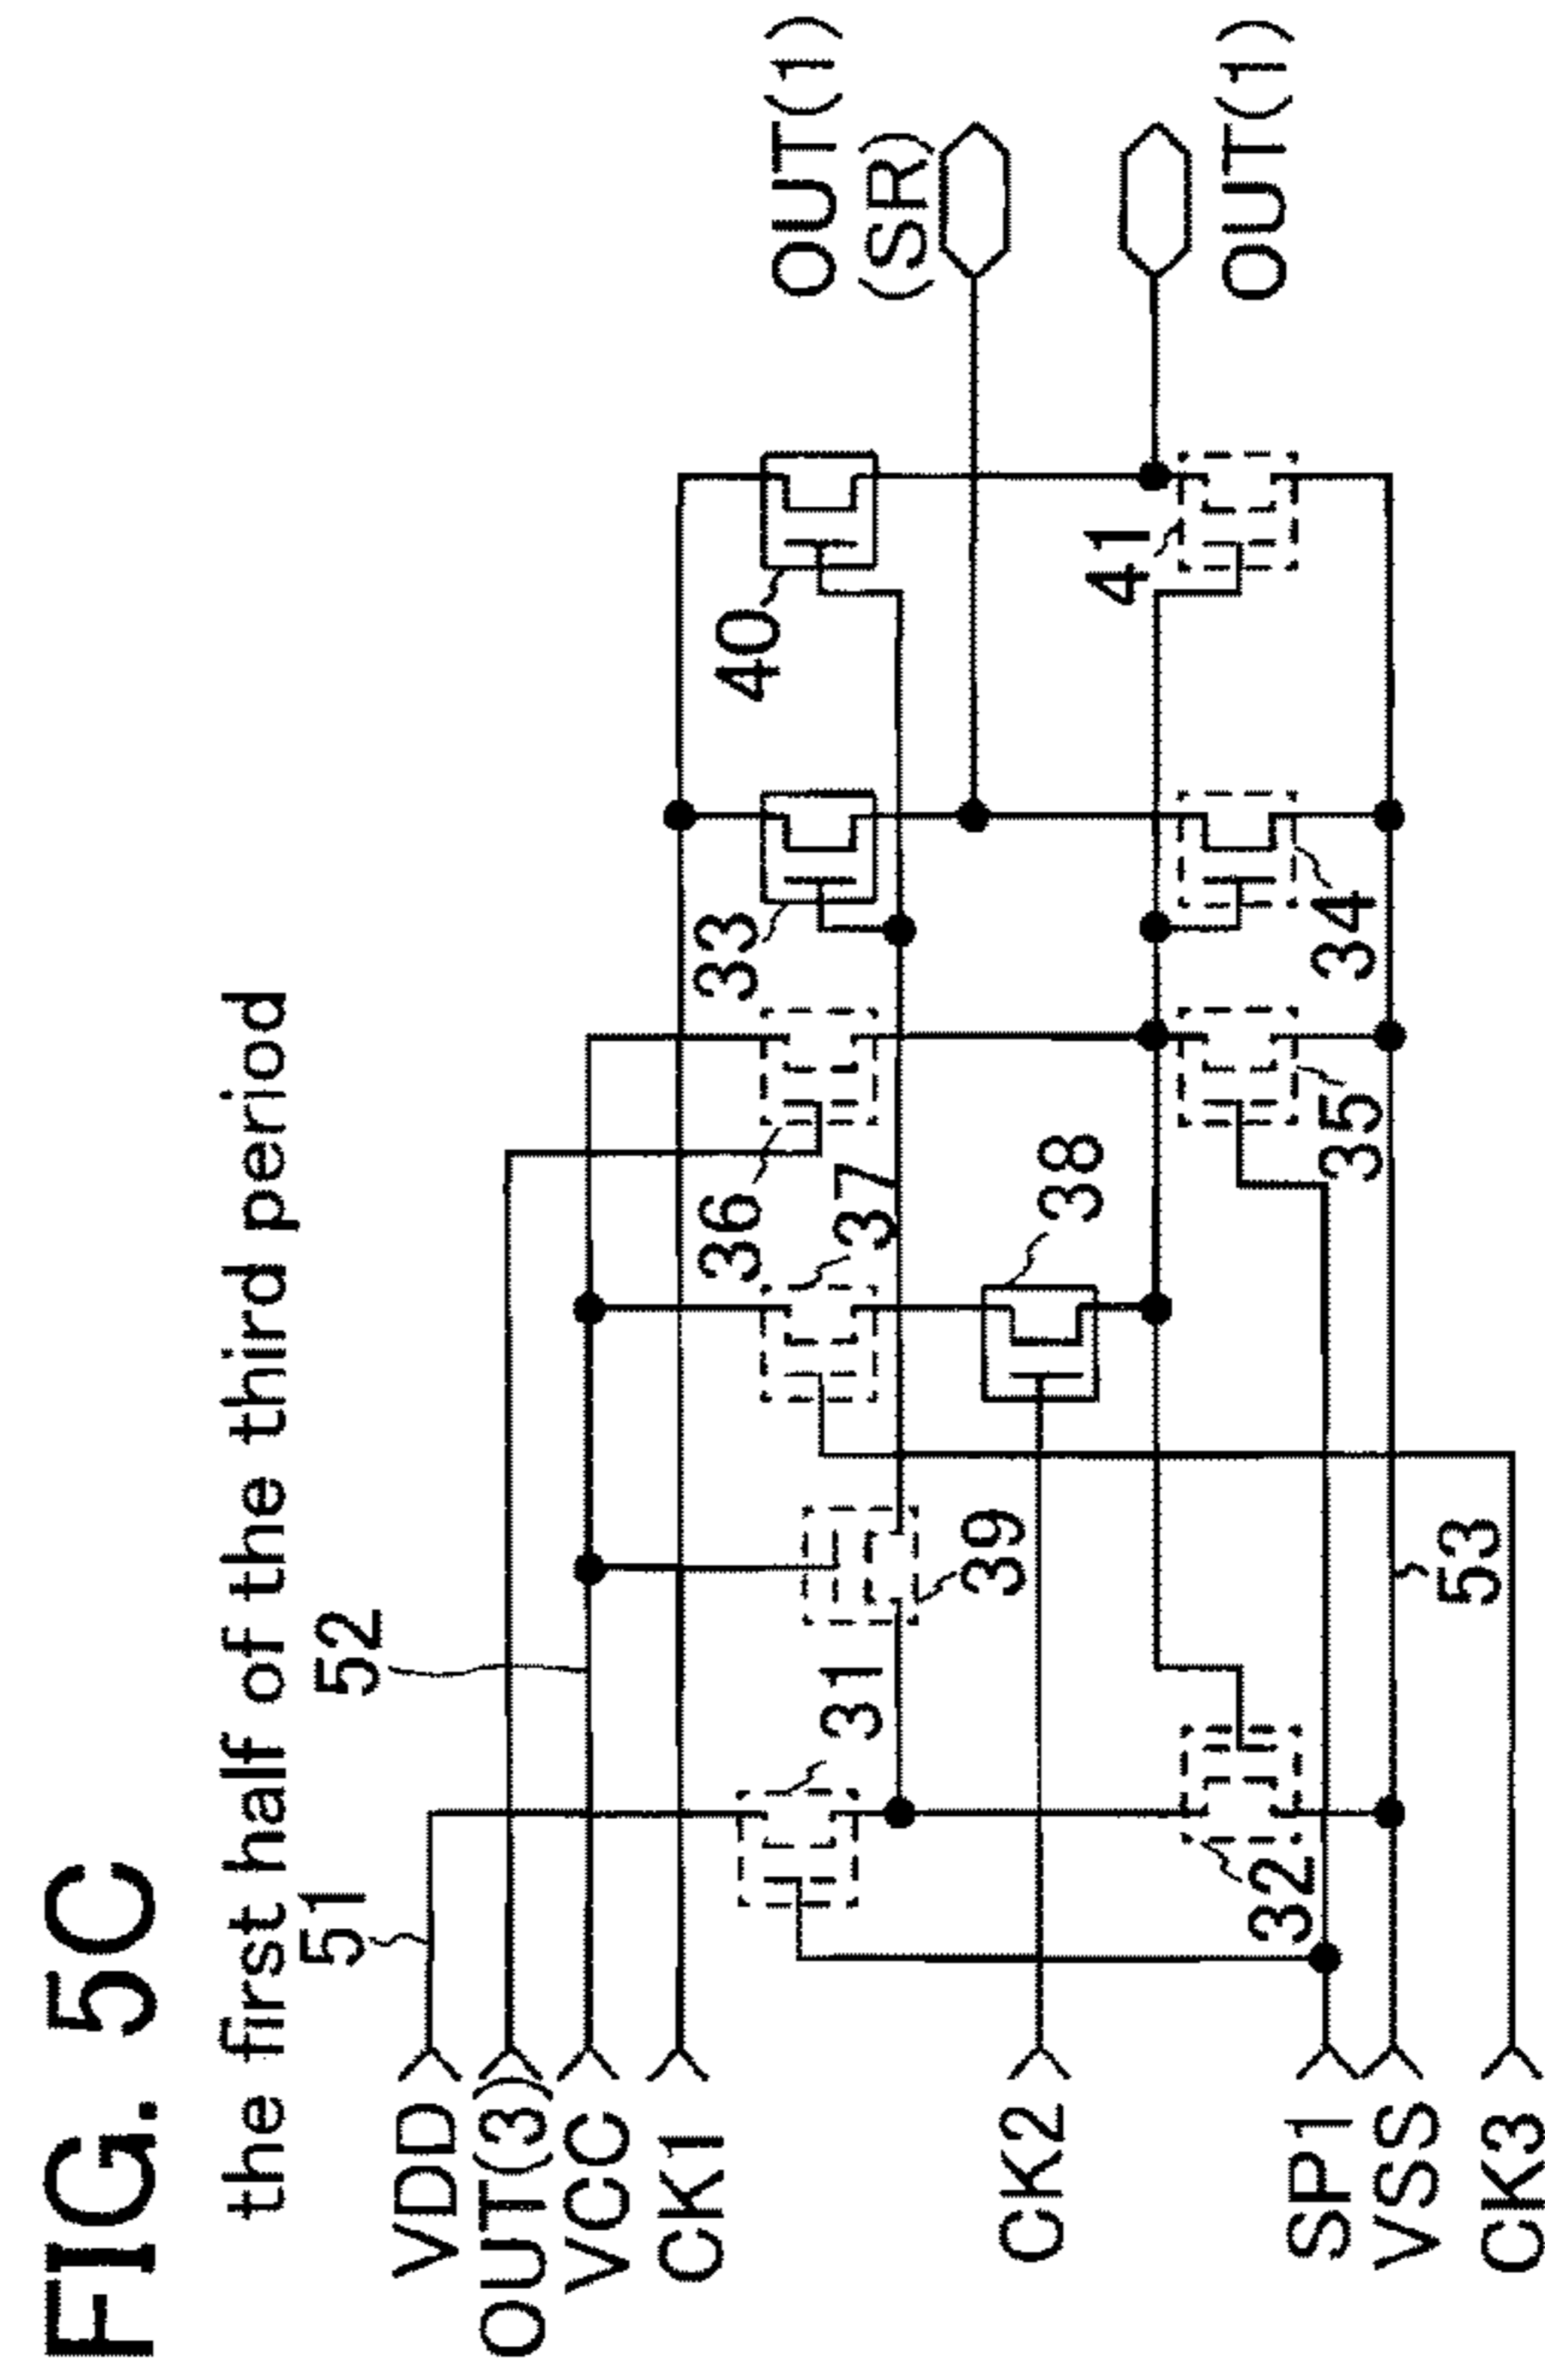 FIG. 5C
the first half of the third period
51
52
VDD
OUT(3)
VCC
CK1
CK2
SP1
VSS
CK3
31
39
32
53
36
37
38
35
33
34
40
41
OUT(1)
(SR)
OUT(1)